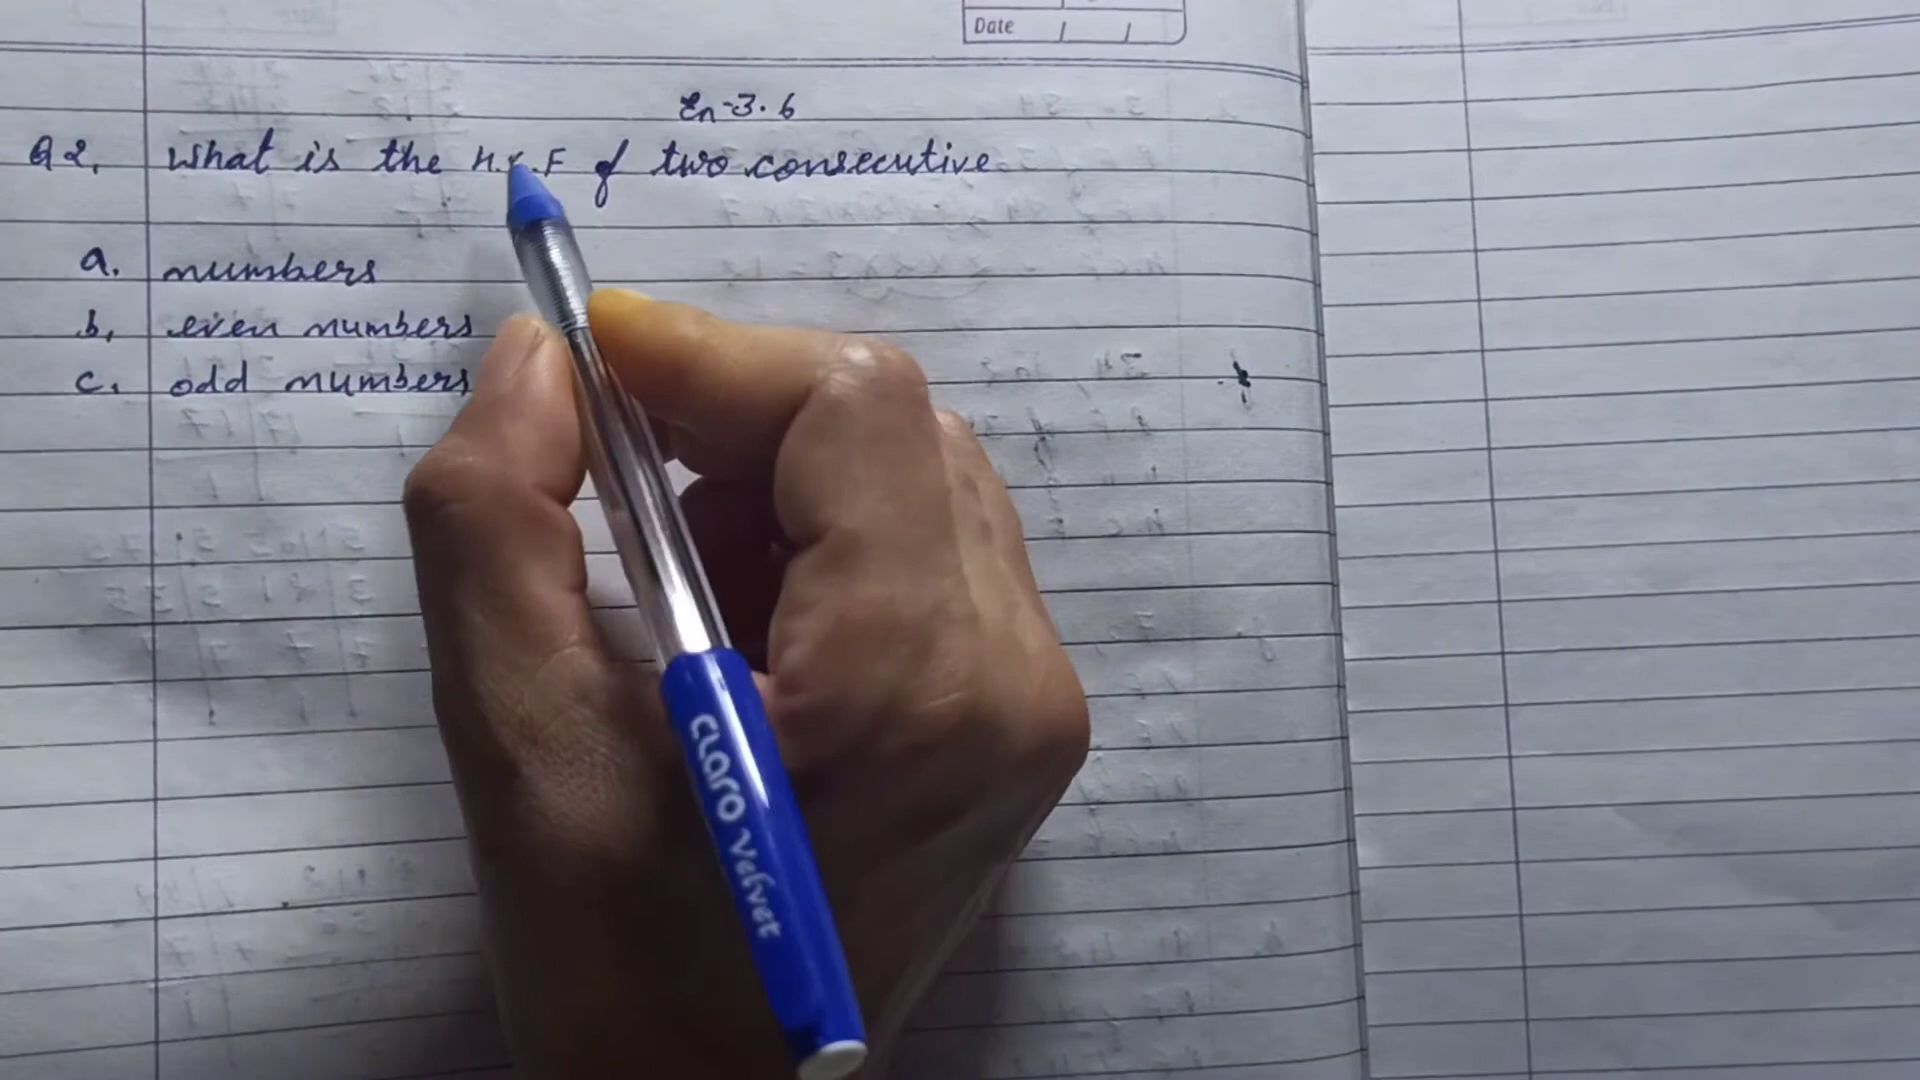 Date / /
Ex-3.6
Q2. What is the H.C.F of two consecutive
a. numbers
b. even numbers
c. odd numbers
CLARO Velvet